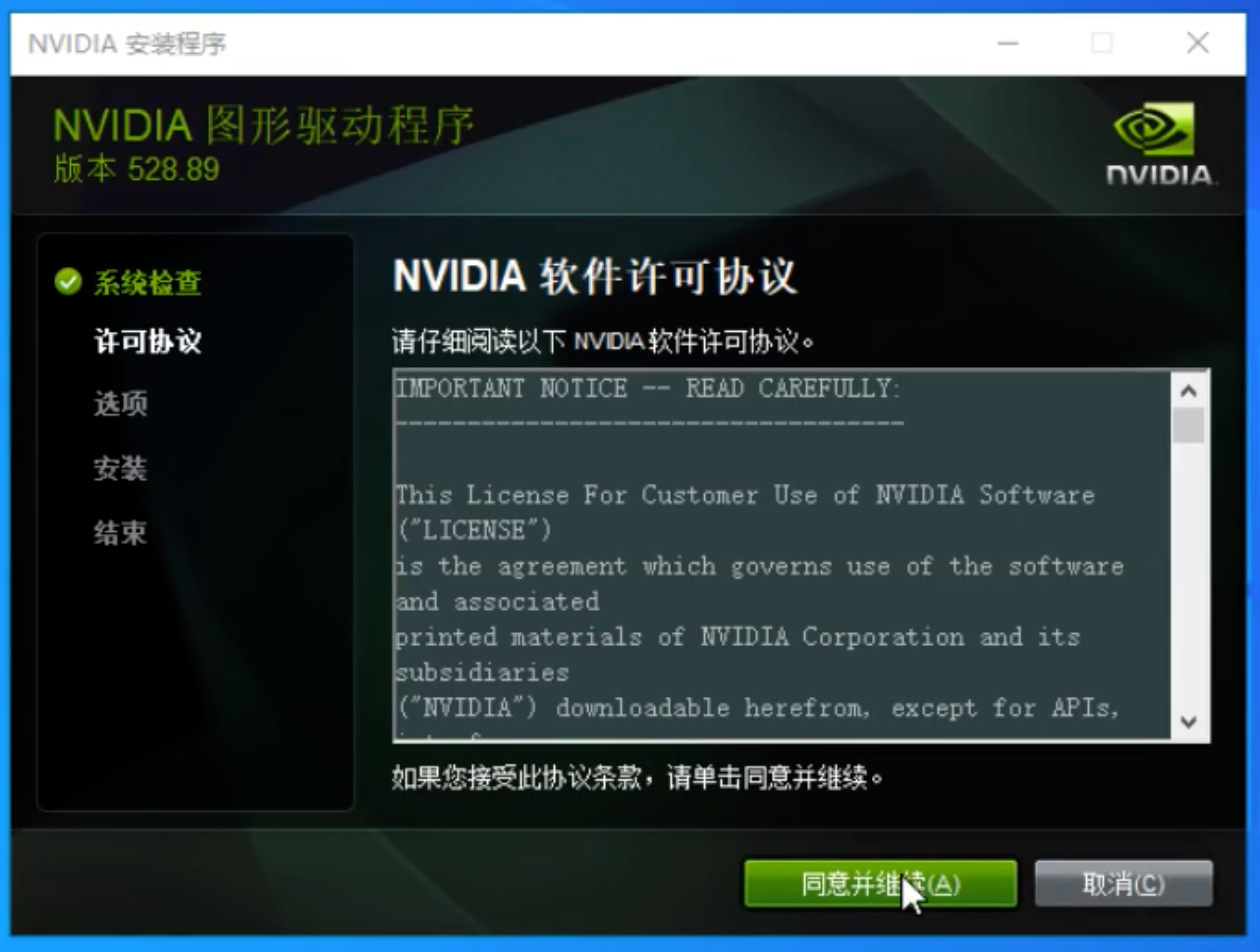 NVIDIA 安装程序
NVIDIA 图形驱动程序
版本 528.89
NVIDIA.
系统检查
许可协议
选项
安装
结束
NVIDIA 软件许可协议
请仔细阅读以下 NVIDIA 软件许可协议。
IMPORTANT NOTICE -- READ CAREFULLY:
-----------------------------------
This License For Customer Use of NVIDIA Software
("LICENSE")
is the agreement which governs use of the software
and associated
printed materials of NVIDIA Corporation and its
subsidiaries
("NVIDIA") downloadable herefrom, except for APIs,
如果您接受此协议条款，请单击同意并继续。
同意并继续(A)
取消(C)